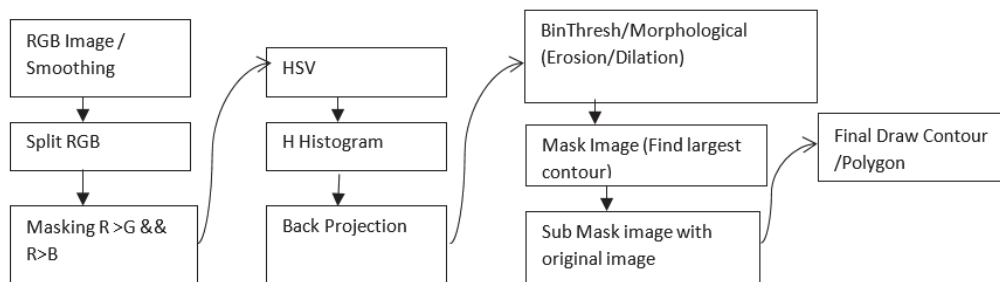 RGB Image /
Smoothing
Split RGB
Masking R >G &&
R>B
HSV
H Histogram
Back Projection
BinThresh/Morphological
(Erosion/Dilation)
Mask Image (Find largest
contour)
Sub Mask image with
original image
Final Draw Contour
/Polygon